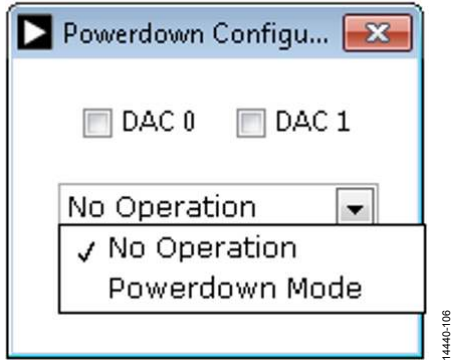 Powerdown Configu...
DAC 0 DAC 1
No Operation
✓ No Operation
Powerdown Mode
14440-106